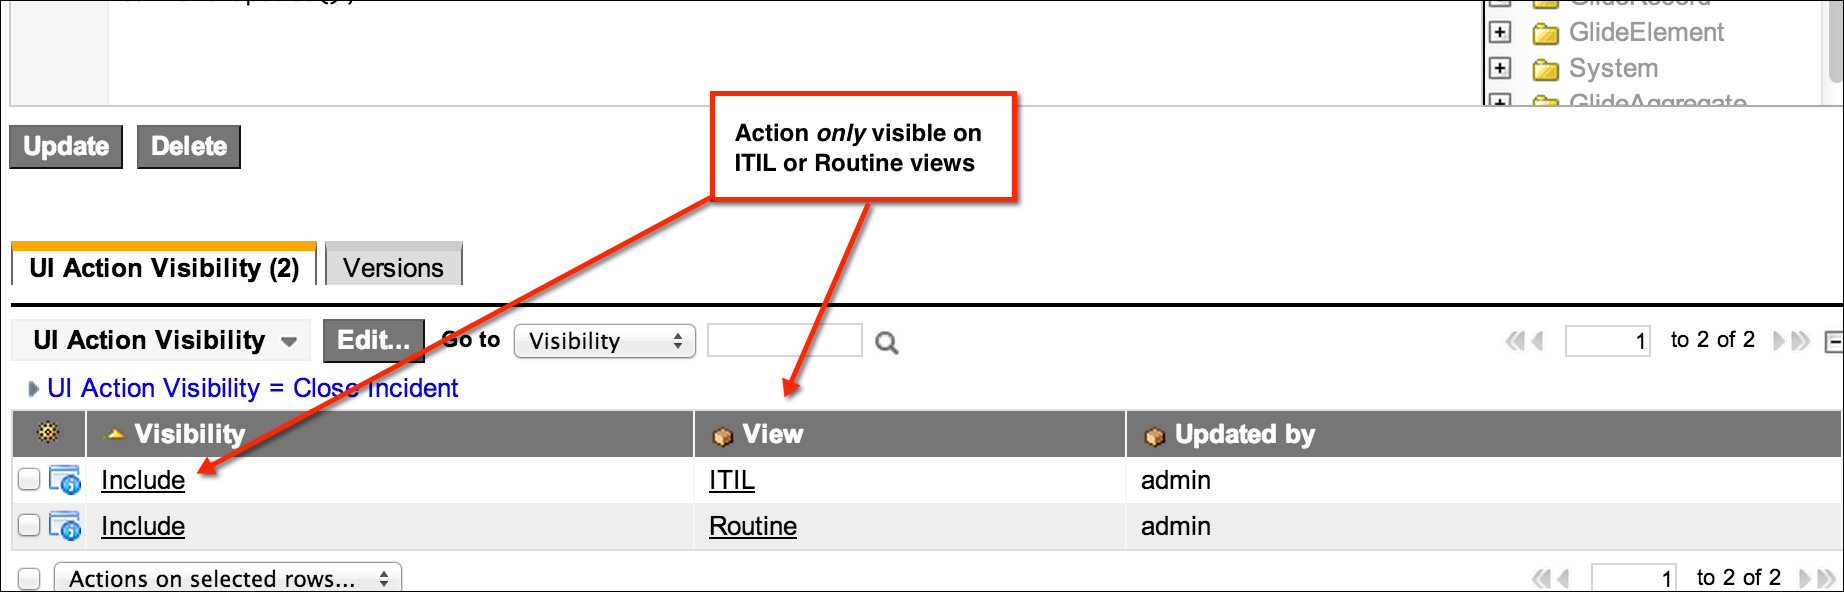 GlideElement
System
GlideAggregate
Update Delete
Action only visible on
ITIL or Routine views
UI Action Visibility (2) Versions
UI Action Visibility Edit... Go to Visibility 1 to 2 of 2
UI Action Visibility = Close Incident
Visibility View Updated by
Include ITIL admin
Include Routine admin
Actions on selected rows... 1 to 2 of 2